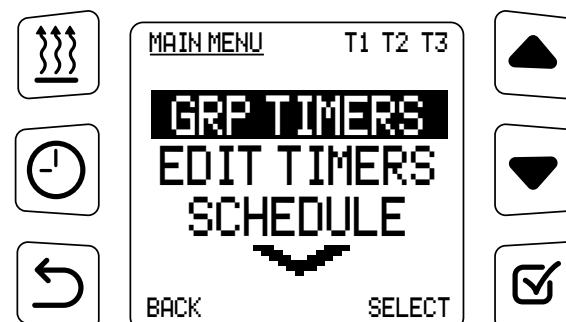 MAIN MENU T1 T2 T3
GRP TIMERS
EDIT TIMERS
SCHEDULE
BACK SELECT